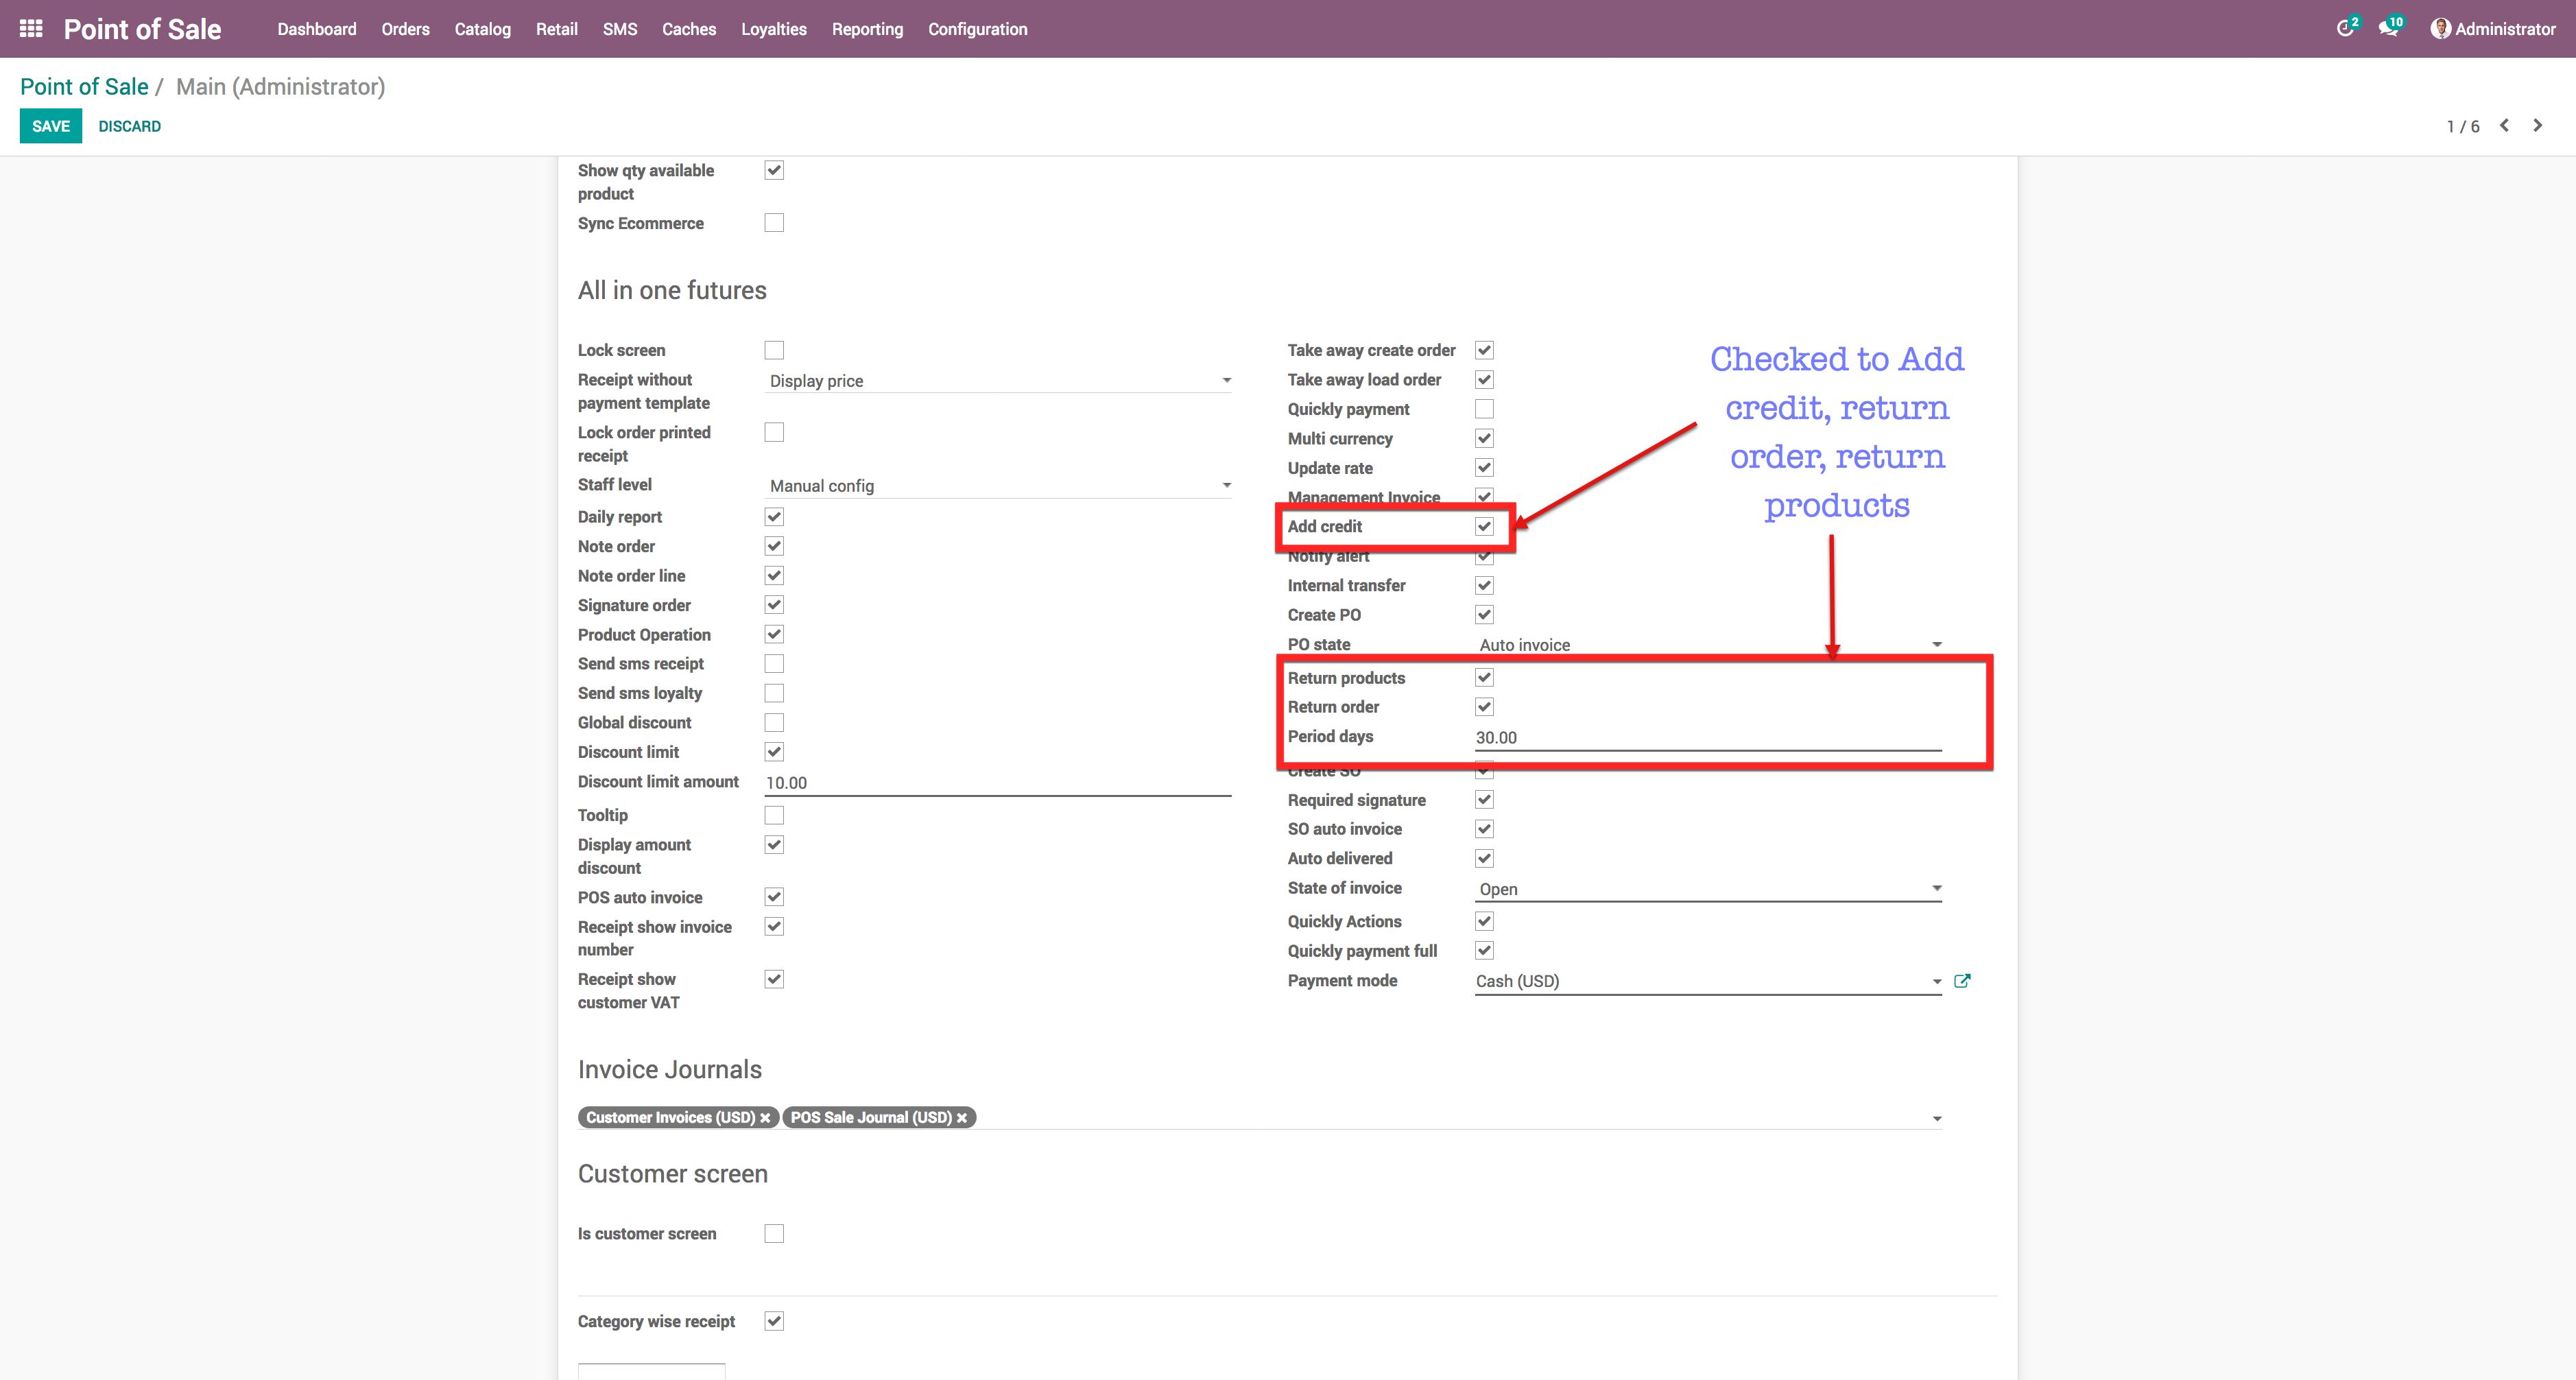 Point of Sale
Dashboard
Orders
Catalog
Retail
SMS
Caches
Loyalties
Reporting
Configuration
2
10
Administrator
Point of Sale / Main (Administrator)
SAVE
DISCARD
1 / 6
Show qty available
product
Sync Ecommerce
All in one futures
Lock screen
Receipt without
payment template
Display price
Lock order printed
receipt
Staff level
Manual config
Daily report
Note order
Note order line
Signature order
Product Operation
Send sms receipt
Send sms loyalty
Global discount
Discount limit
Discount limit amount
10.00
Tooltip
Display amount
discount
POS auto invoice
Receipt show invoice
number
Receipt show
customer VAT
Take away create order
Take away load order
Quickly payment
Multi currency
Update rate
Management Invoice
Add credit
Notify alert
Internal transfer
Create PO
PO state
Auto invoice
Return products
Return order
Period days
30.00
Create SO
Required signature
SO auto invoice
Auto delivered
State of invoice
Open
Quickly Actions
Quickly payment full
Payment mode
Cash (USD)
Checked to Add
credit, return
order, return
products
Invoice Journals
Customer Invoices (USD) ×
POS Sale Journal (USD) ×
Customer screen
Is customer screen
Category wise receipt